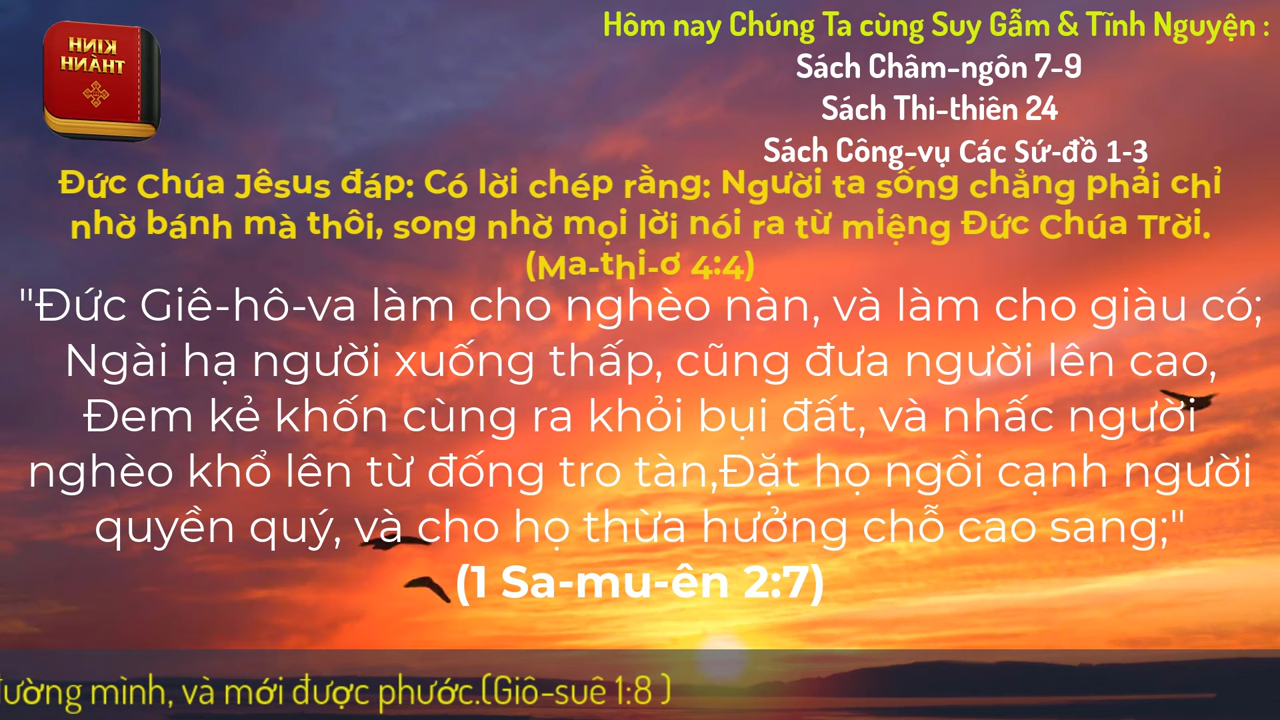 KINH
THÁNH
Hôm nay Chúng Ta cùng Suy Gẫm & Tĩnh Nguyện :
Sách Châm-ngôn 7-9
Sách Thi-thiên 24
Sách Công-vụ Các Sứ-đồ 1-3
Đức Chúa Jêsus đáp: Có lời chép rằng: Người ta sống chẳng phải chỉ
nhờ bánh mà thôi, song nhờ mọi lời nói ra từ miệng Đức Chúa Trời.
(Ma-thi-ơ 4:4)
"Đức Giê-hô-va làm cho nghèo nàn, và làm cho giàu có;
Ngài hạ người xuống thấp, cũng đưa người lên cao,
Đem kẻ khốn cùng ra khỏi bụi đất, và nhấc người
nghèo khổ lên từ đống tro tàn,Đặt họ ngồi cạnh người
quyền quý, và cho họ thừa hưởng chỗ cao sang;"
(1 Sa-mu-ên 2:7)
đường mình, và mới được phước.(Giô-suê 1:8 )